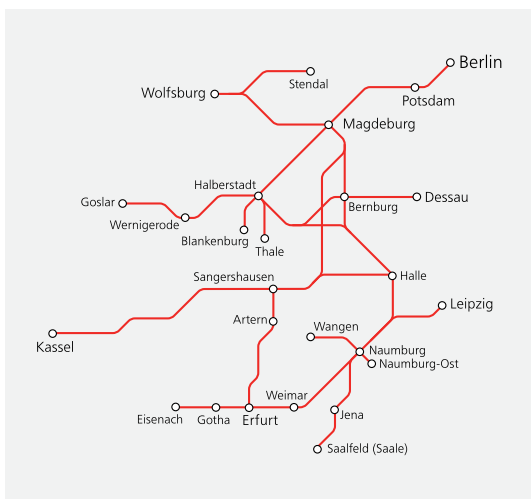 Berlin
Stendal
Wolfsburg
Potsdam
Magdeburg
Halberstadt
Goslar
Dessau
Bernburg
Wernigerode
Blankenburg
Thale
Sangershausen
Halle
Leipzig
Artern
Wangen
Kassel
Naumburg
Naumburg-Ost
Weimar
Eisenach
Gotha
Erfurt
Jena
Saalfeld (Saale)